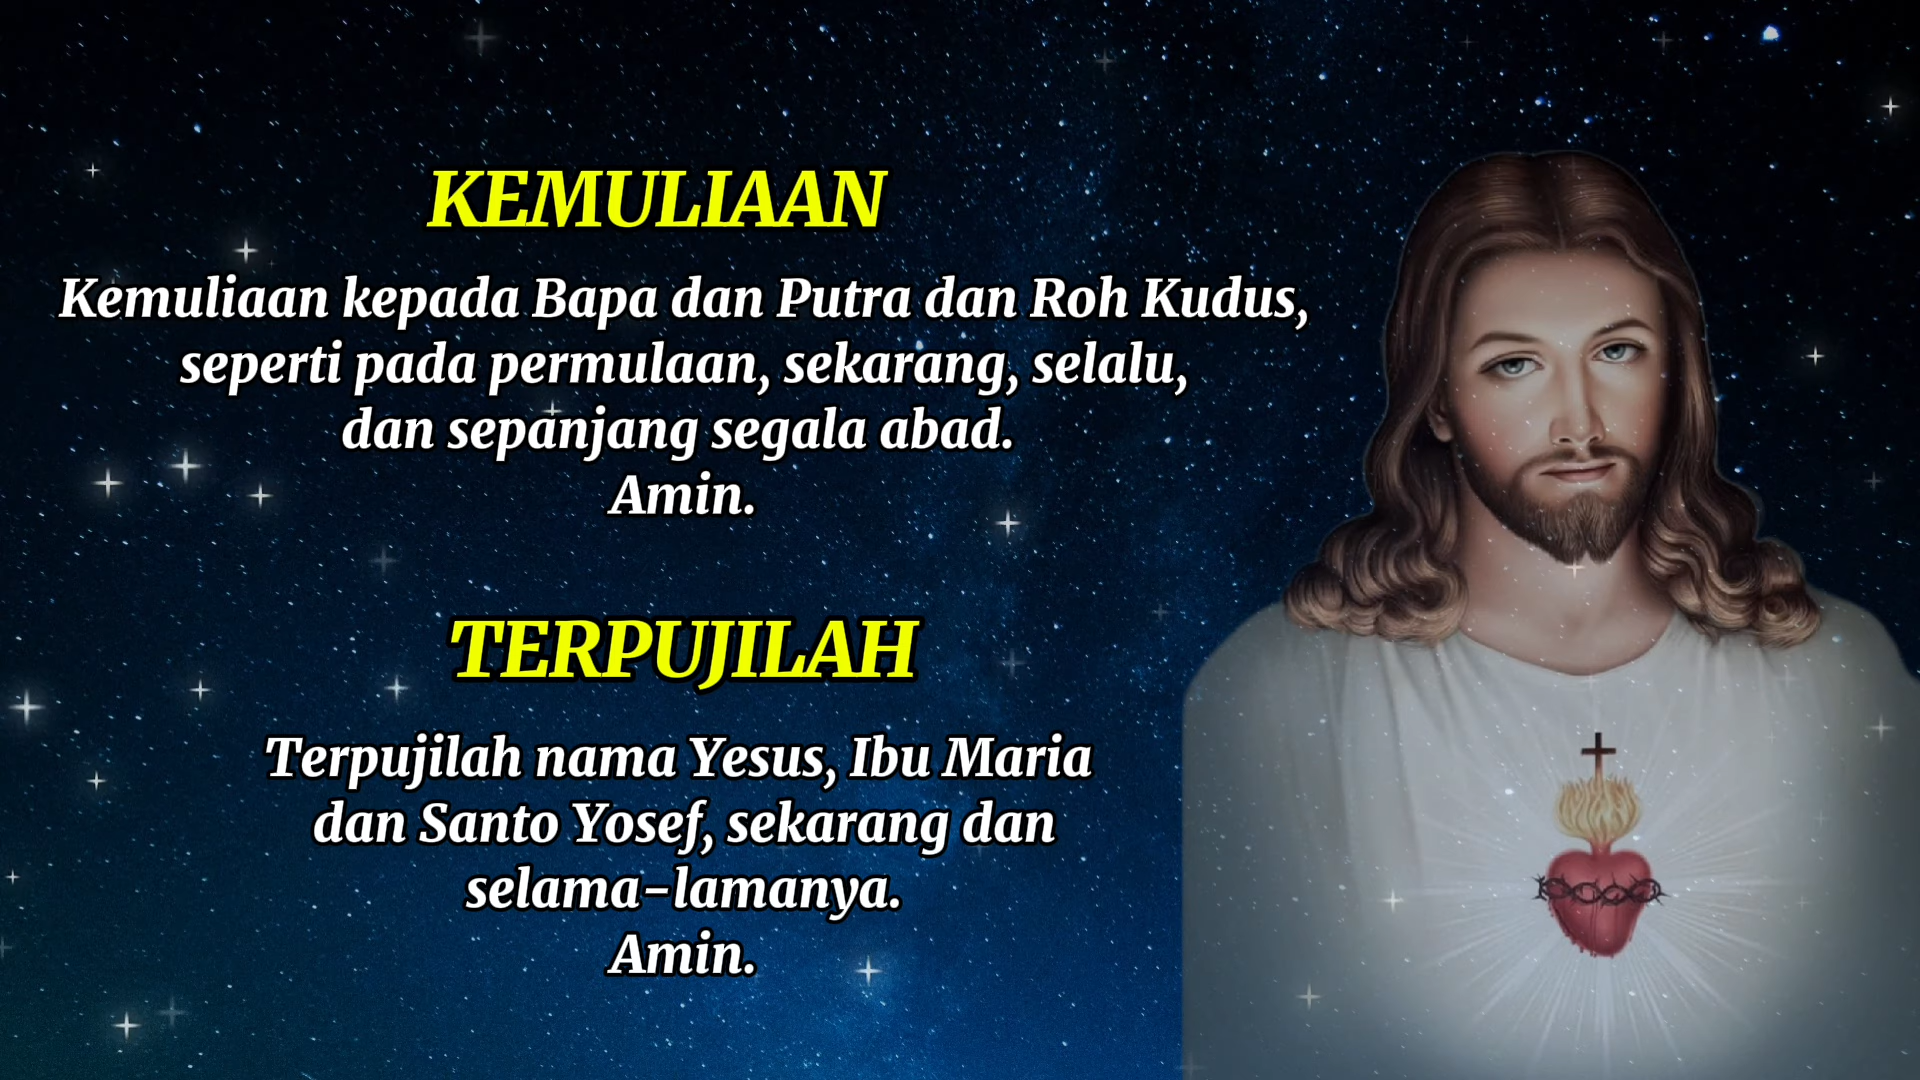 KEMULIAAN
Kemuliaan kepada Bapa dan Putra dan Roh Kudus,
seperti pada permulaan, sekarang, selalu,
dan sepanjang segala abad.
Amin.
TERPUJILAH
Terpujilah nama Yesus, Ibu Maria
dan Santo Yosef, sekarang dan
selama-lamanya.
Amin.